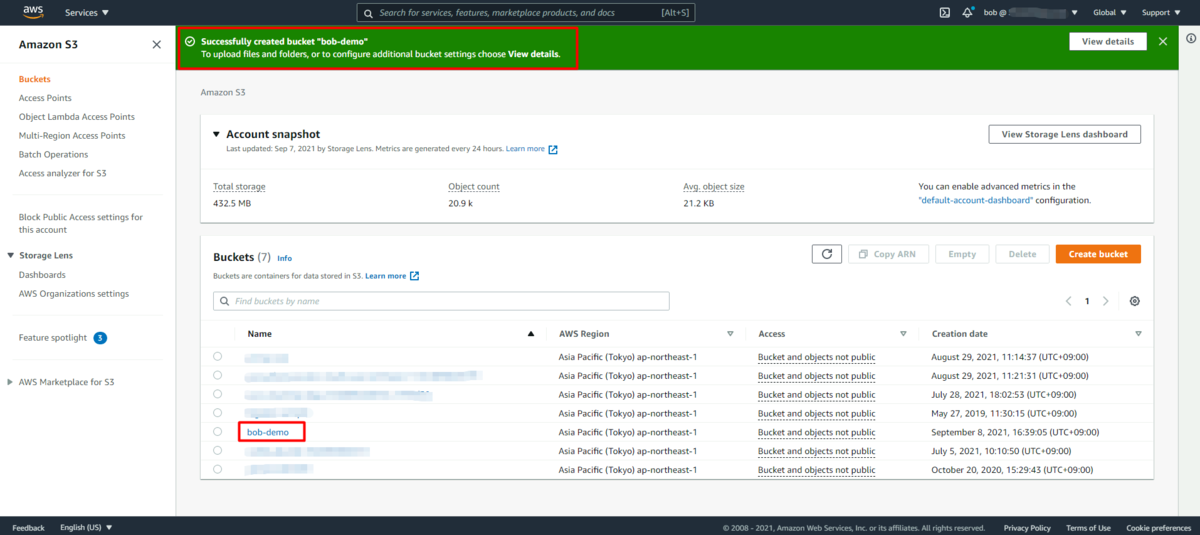 aws
Services
Search for services, features, marketplace products, and docs [Alt+S]
bob @
Global
Support
Amazon S3
Buckets
Access Points
Object Lambda Access Points
Multi-Region Access Points
Batch Operations
Access analyzer for S3
Block Public Access settings for
this account
Storage Lens
Dashboards
AWS Organizations settings
Feature spotlight 3
AWS Marketplace for S3
Successfully created bucket "bob-demo"
To upload files and folders, or to configure additional bucket settings choose View details.
View details
Amazon S3
Account snapshot
Last updated: Sep 7, 2021 by Storage Lens. Metrics are generated every 24 hours. Learn more
View Storage Lens dashboard
Total storage
432.5 MB
Object count
20.9 k
Avg. object size
21.2 KB
You can enable advanced metrics in the
"default-account-dashboard" configuration.
Buckets (7) Info
Buckets are containers for data stored in S3. Learn more
Copy ARN
Empty
Delete
Create bucket
Find buckets by name
1
Name AWS Region Access Creation date
Asia Pacific (Tokyo) ap-northeast-1 Bucket and objects not public August 29, 2021, 11:14:37 (UTC+09:00)
Asia Pacific (Tokyo) ap-northeast-1 Bucket and objects not public August 29, 2021, 11:21:31 (UTC+09:00)
Asia Pacific (Tokyo) ap-northeast-1 Bucket and objects not public July 28, 2021, 18:02:53 (UTC+09:00)
Asia Pacific (Tokyo) ap-northeast-1 Bucket and objects not public May 27, 2019, 11:30:15 (UTC+09:00)
bob-demo Asia Pacific (Tokyo) ap-northeast-1 Bucket and objects not public September 8, 2021, 16:39:05 (UTC+09:00)
Asia Pacific (Tokyo) ap-northeast-1 Bucket and objects not public July 5, 2021, 10:10:50 (UTC+09:00)
Asia Pacific (Tokyo) ap-northeast-1 Bucket and objects not public October 20, 2020, 15:29:43 (UTC+09:00)
Feedback English (US) © 2008 - 2021, Amazon Web Services, Inc. or its affiliates. All rights reserved. Privacy Policy Terms of Use Cookie preferences